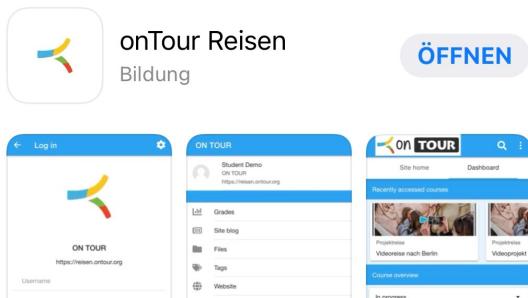 onTour Reisen
Bildung
ÖFFNEN
Log in
ON TOUR
https://reisen.ontour.org
Username
ON TOUR
Student Demo
ON TOUR
https://reisen.ontour.org
Grades
Site blog
Files
Tags
Website
on TOUR
Site home
Dashboard
Recently accessed courses
Projektreise
Videoreise nach Berlin
Projektreise
Videoprojekt
Course overview
In progress